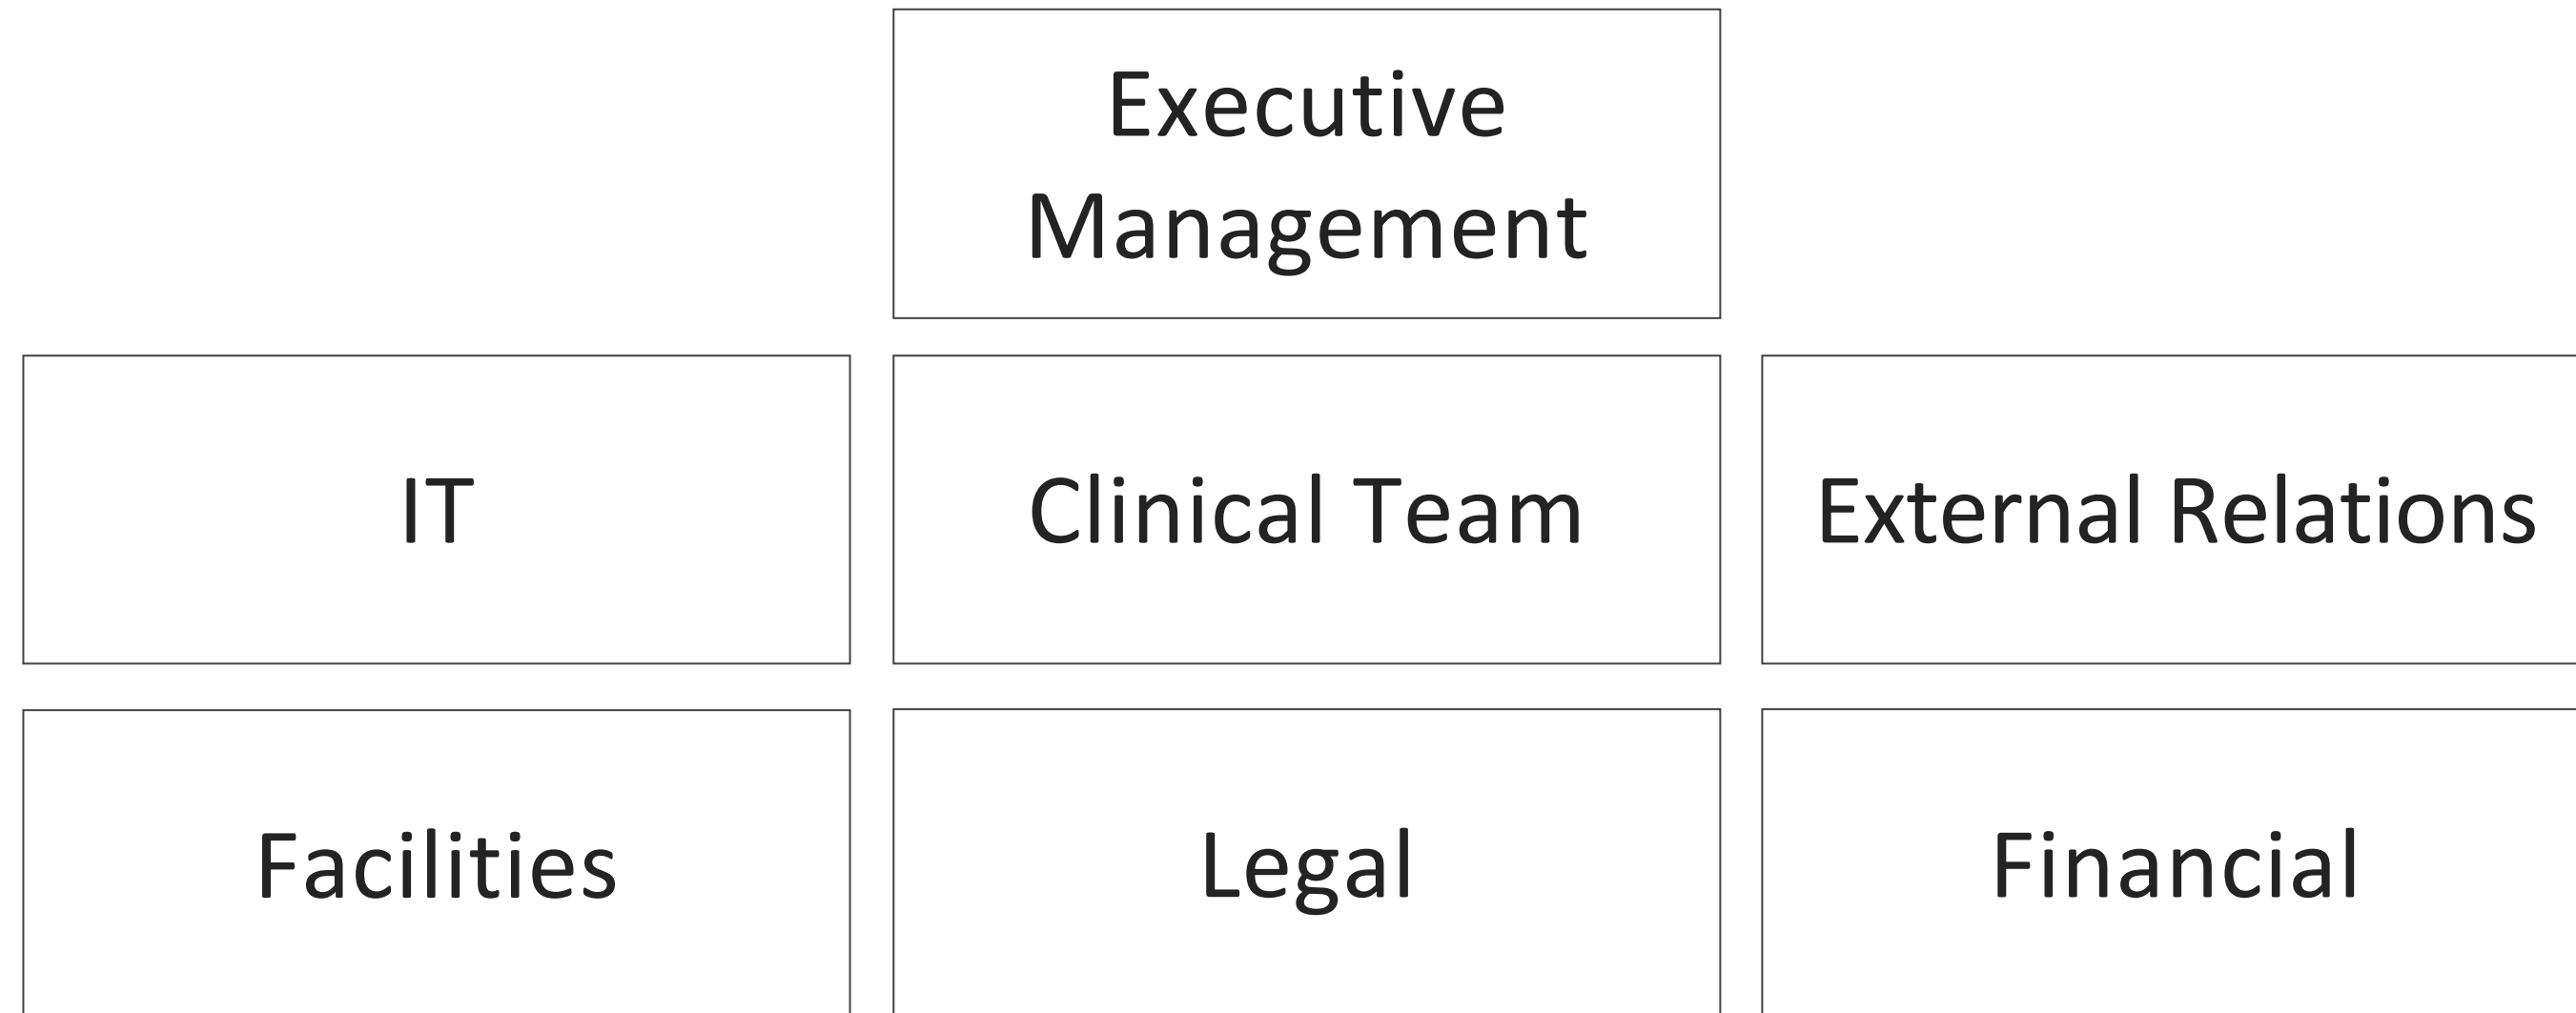 Executive
Management
IT
Clinical Team
External Relations
Facilities
Legal
Financial